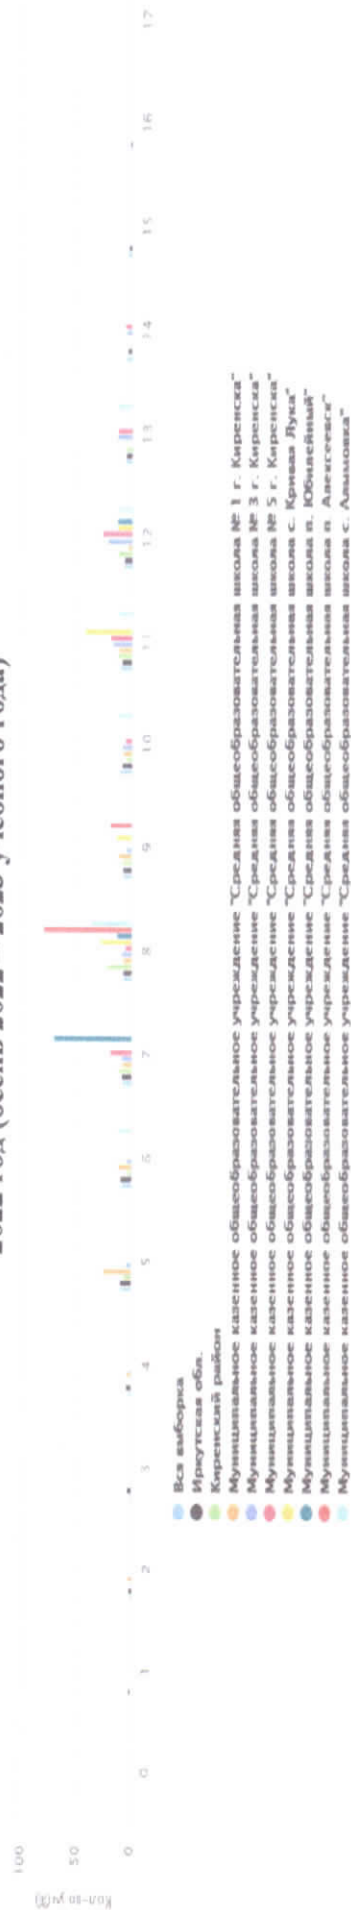 2022 год (осень 2022 - 2023 учебного года)
Кол-во уч(%)
100
50
0
0 1 2 3 4 5 6 7 8 9 10 11 12 13 14 15 16 17
Вся выборка
Иркутская обл.
Киренский район
Муниципальное казенное общеобразовательное учреждение "Средняя общеобразовательная школа № 1 г. Киренска"
Муниципальное казенное общеобразовательное учреждение "Средняя общеобразовательная школа № 3 г. Киренска"
Муниципальное казенное общеобразовательное учреждение "Средняя общеобразовательная школа № 5 г. Киренска"
Муниципальное казенное общеобразовательное учреждение "Средняя общеобразовательная школа с. Кривая Лука"
Муниципальное казенное общеобразовательное учреждение "Средняя общеобразовательная школа п. Юбилейный"
Муниципальное казенное общеобразовательное учреждение "Средняя общеобразовательная школа п. Алексеевск"
Муниципальное казенное общеобразовательное учреждение "Средняя общеобразовательная школа с. Алымовка"